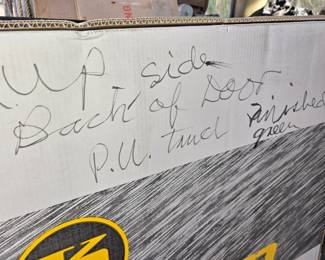 R. UP side
Back of Door
P.U. truck finished
green
K